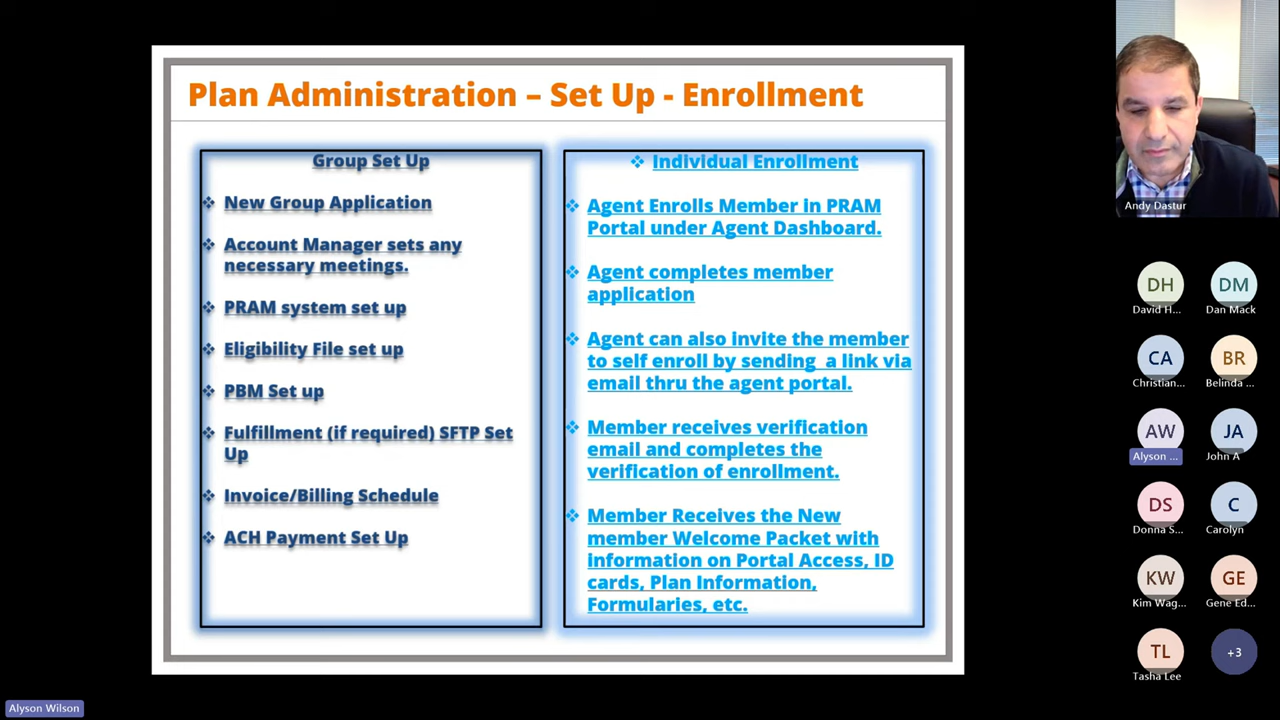 Plan Administration – Set Up - Enrollment
Group Set Up
New Group Application
Account Manager sets any
necessary meetings.
PRAM system set up
Eligibility File set up
PBM Set up
Fulfillment (if required) SFTP Set
Up
Invoice/Billing Schedule
ACH Payment Set Up
Individual Enrollment
Agent Enrolls Member in PRAM
Portal under Agent Dashboard.
Agent completes member
application
Agent can also invite the member
to self enroll by sending a link via
email thru the agent portal.
Member receives verification
email and completes the
verification of enrollment.
Member Receives the New
member Welcome Packet with
information on Portal Access, ID
cards, Plan Information,
Formularies, etc.
Andy Dastur
DH
David H...
DM
Dan Mack
CA
Christian...
BR
Belinda ...
AW
Alyson ...
JA
John A
DS
Donna S...
C
Carolyn
KW
Kim Wag...
GE
Gene Ed...
TL
Tasha Lee
+3
Alyson Wilson